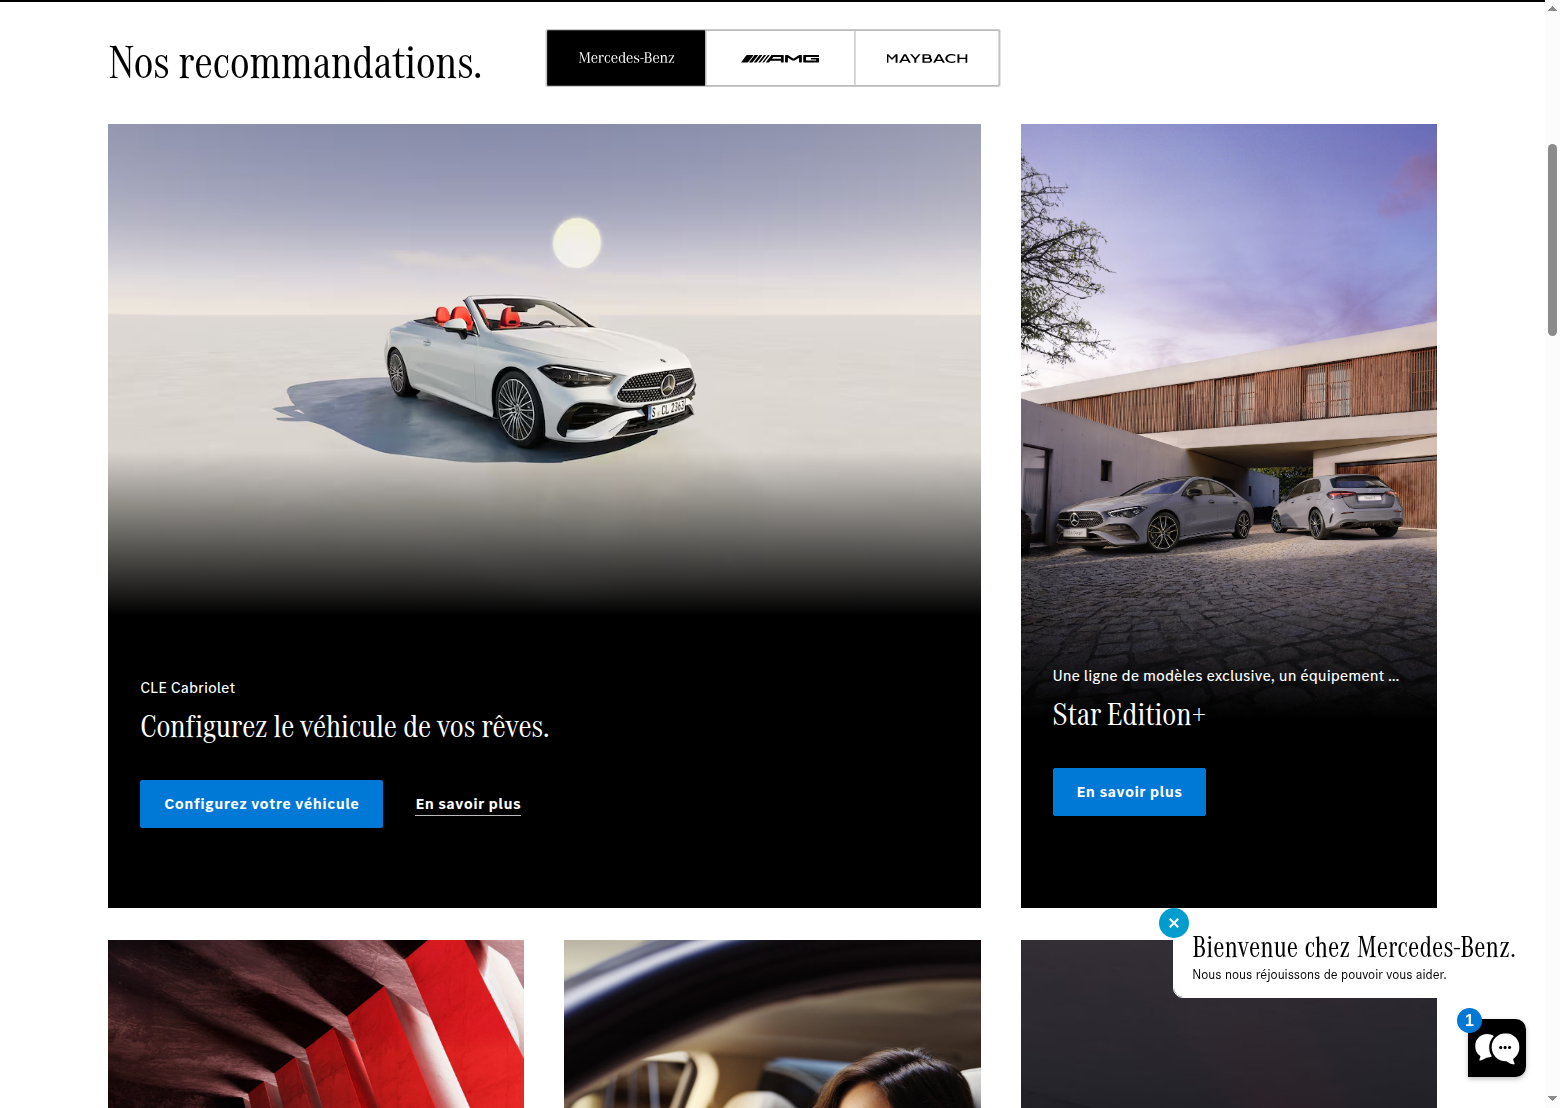 Nos recommandations.
Mercedes-Benz
AMG
MAYBACH
S CL 2363
CLE Cabriolet
Configurez le véhicule de vos rêves.
Configurez votre véhicule
En savoir plus
Une ligne de modèles exclusive, un équipement ...
Star Edition+
En savoir plus
Bienvenue chez Mercedes-Benz.
Nous nous réjouissons de pouvoir vous aider.
1